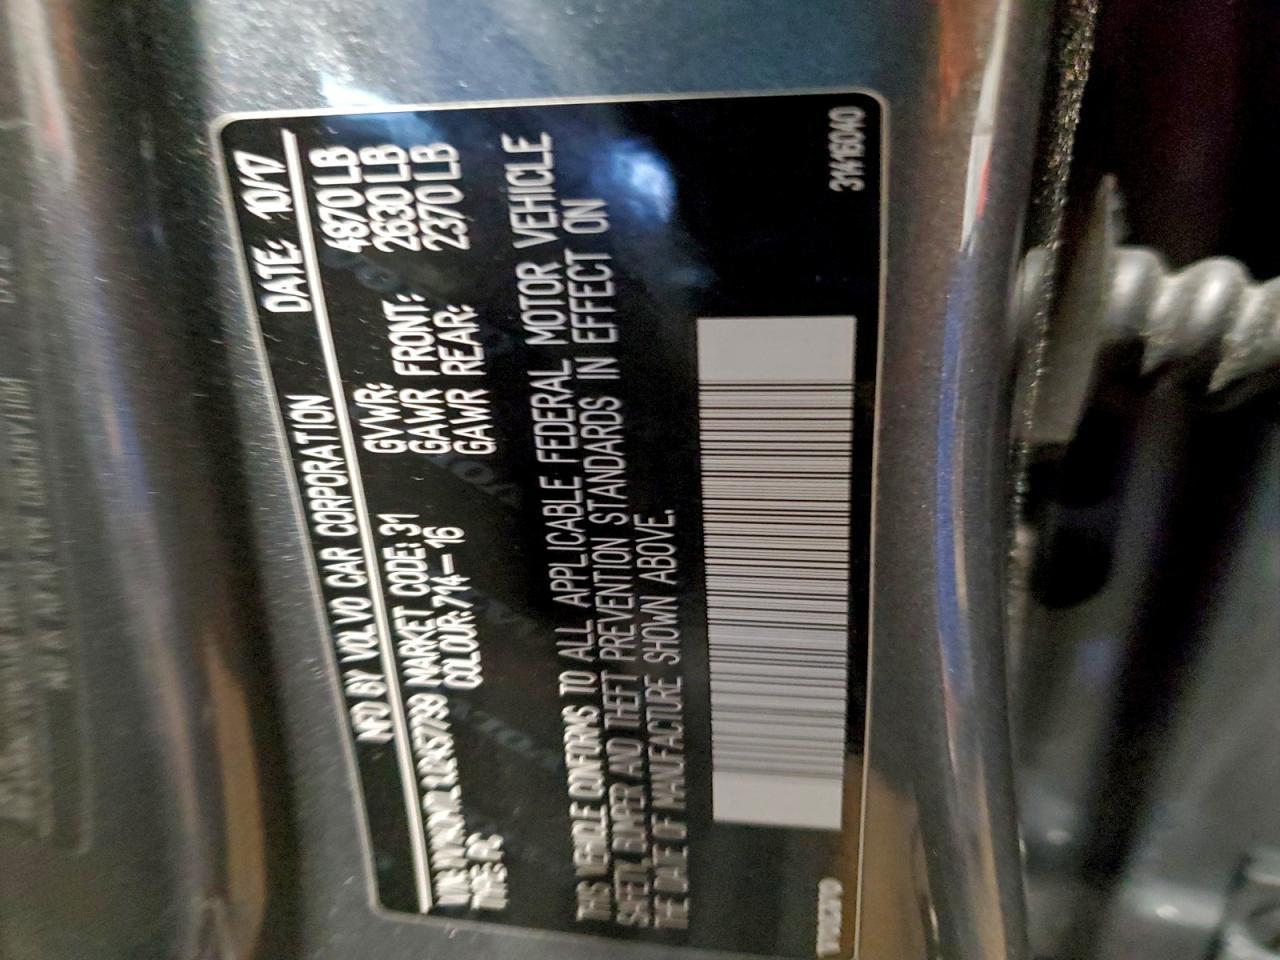 MFD BY VOLVO CAR CORPORATION DATE: 10/17
MARKET CODE: 31 GVWR: 4870 LB
COLOUR: 714-16 GAWR FRONT: 2630 LB
GAWR REAR: 2370 LB
THIS VEHICLE CONFORMS TO ALL APPLICABLE FEDERAL MOTOR VEHICLE
SAFETY, BUMPER AND THEFT PREVENTION STANDARDS IN EFFECT ON
THE DATE OF MANUFACTURE SHOWN ABOVE.
31416040